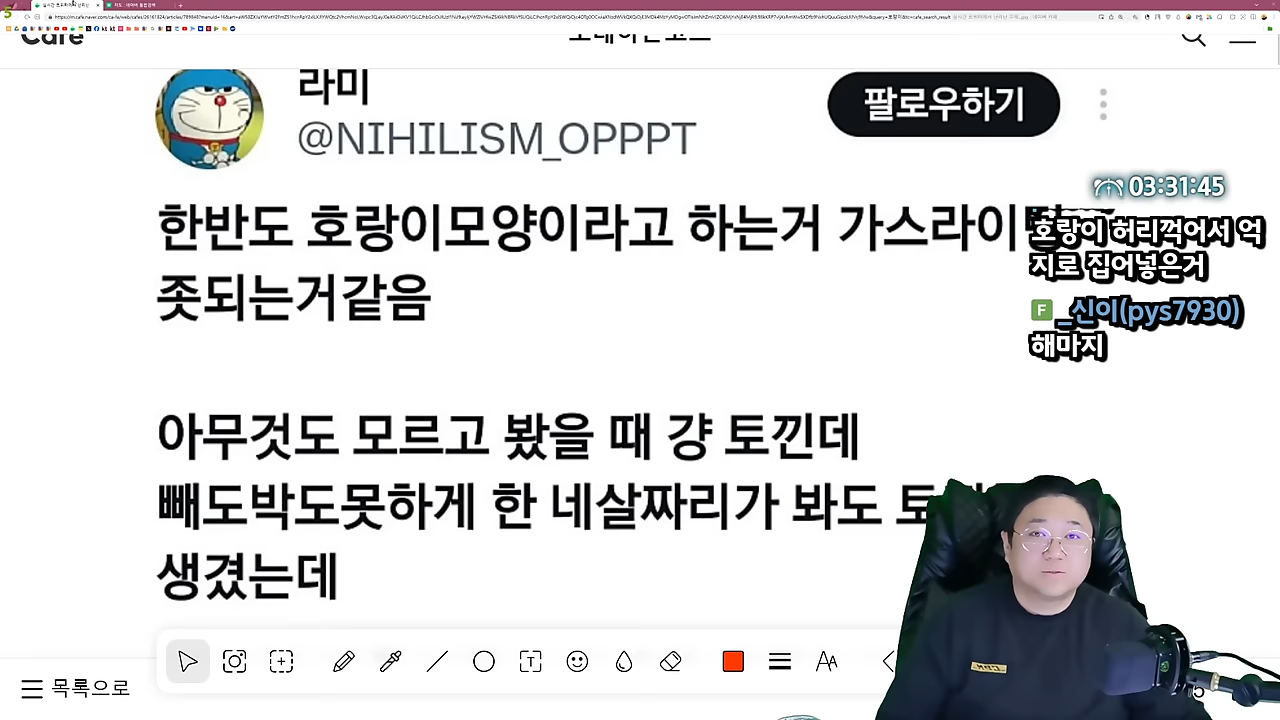 라미
@NIHILISM_OPPPT
팔로우하기
03:31:45
한반도 호랑이모양이라고 하는거 가스라이
좃되는거같음
호랑이 허리꺽어서 억
지로 집어넣은거
F _신이(pys7930)
해마지
아무것도 모르고 봤을 때 걍 토낀데
빼도박도못하게 한 네살짜리가 봐도
생겼는데
목록으로